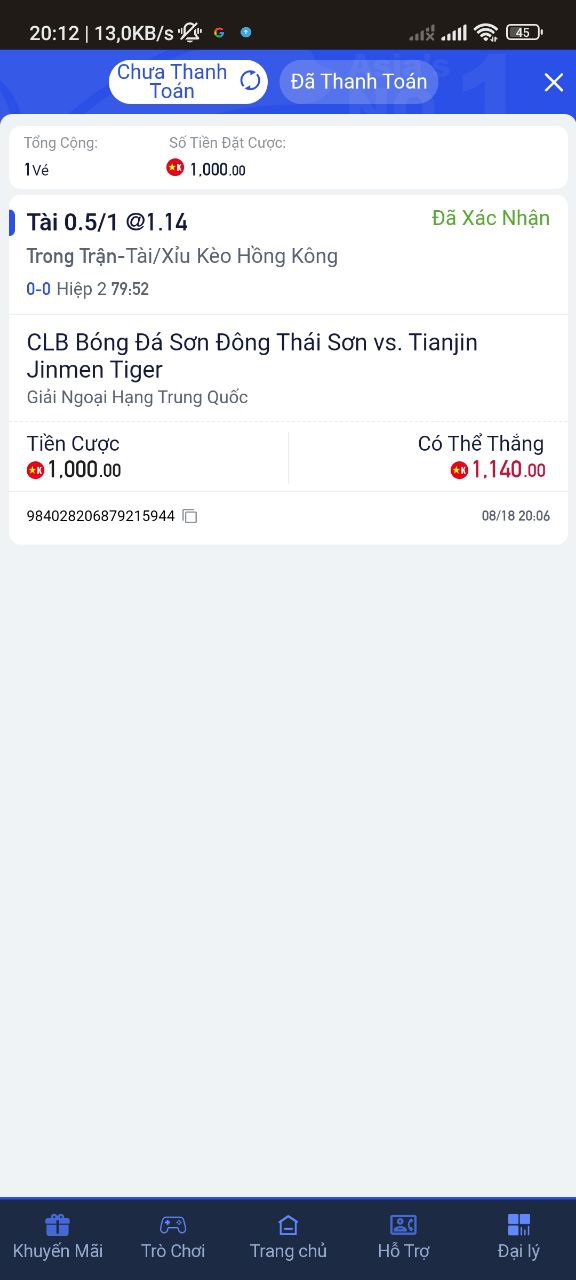 20:12 | 13,0KB/s
45
Asia's
No.1
Chưa Thanh
Toán
Đã Thanh Toán
Tổng Cộng: Số Tiền Đặt Cược:
1 Vé K 1,000.00
Tài 0.5/1 @1.14 Đã Xác Nhận
Trong Trận-Tài/Xỉu Kèo Hồng Kông
0-0 Hiệp 2 79:52
CLB Bóng Đá Sơn Đông Thái Sơn vs. Tianjin
Jinmen Tiger
Giải Ngoại Hạng Trung Quốc
Tiền Cược Có Thể Thắng
K 1,000.00 K 1,140.00
984028206879215944 08/18 20:06
Khuyến Mãi Trò Chơi Trang chủ Hỗ Trợ Đại lý